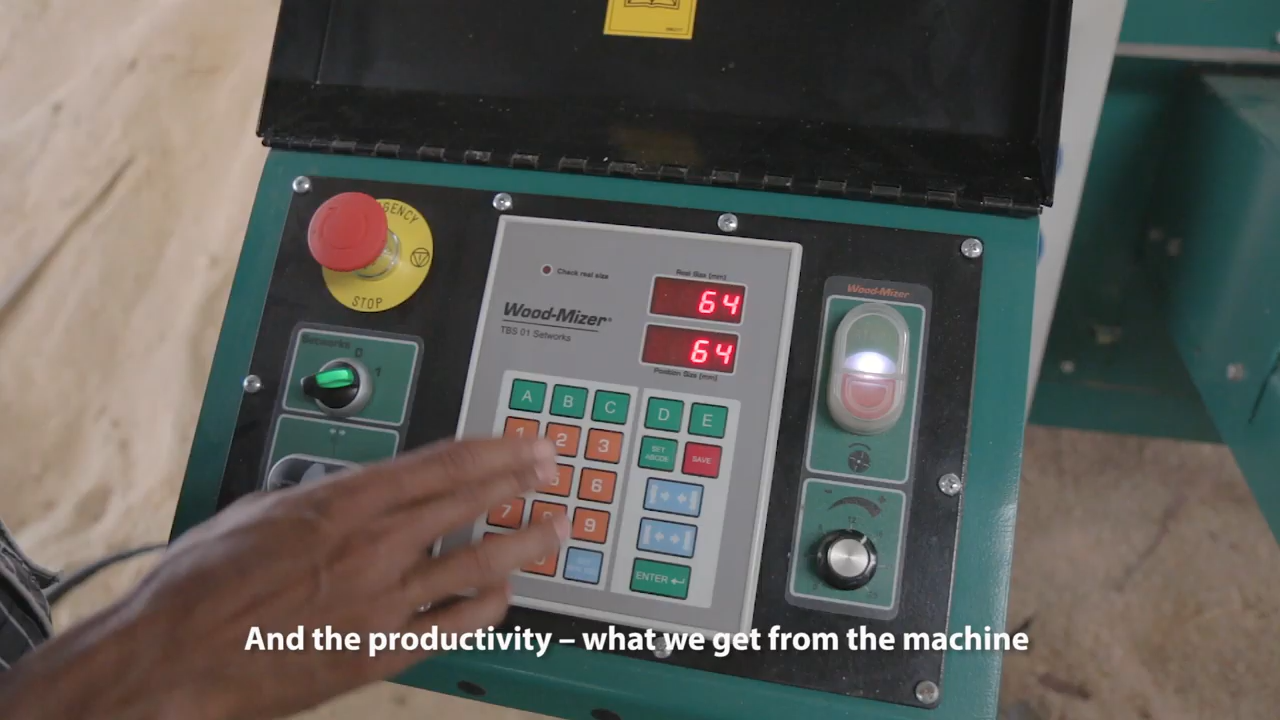 EMERGENCY
STOP
Check real size
Real Size (mm)
64
Wood-Mizer
TBS 01 Setworks
64
Position Size (mm)
Wood-Mizer
Setworks
0
1
A B C D E
1 2 3
SET
ABCDE
SAVE
6
7
9
ENTER
And the productivity – what we get from the machine